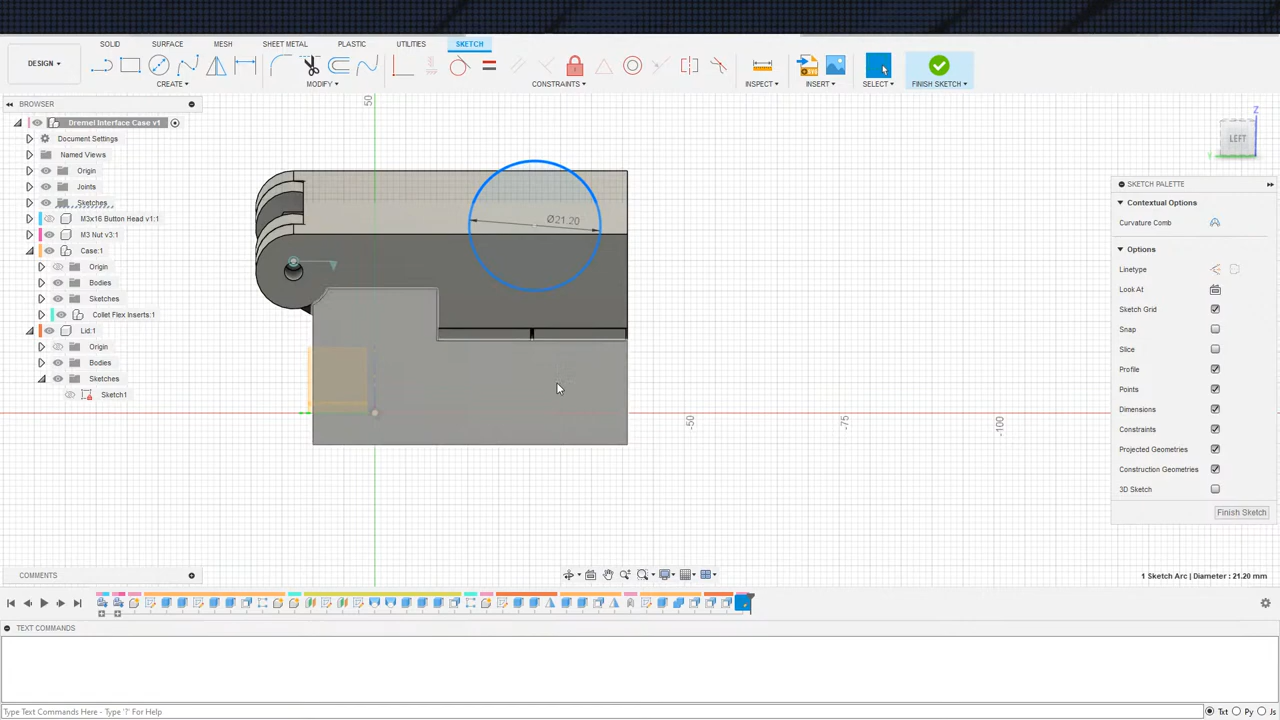 SOLID SURFACE MESH SHEET METAL PLASTIC UTILITIES SKETCH
DESIGN
CREATE MODIFY CONSTRAINTS INSPECT INSERT SELECT FINISH SKETCH
BROWSER
Dremel Interface Case v1
Document Settings
Named Views
Origin
Joints
Sketches
M3x16 Button Head v1:1
M3 Nut v3:1
Case:1
Origin
Bodies
Sketches
Collet Flex Inserts:1
Lid:1
Origin
Bodies
Sketches
Sketch1
COMMENTS
50
Ø21.20
-50
-75
-100
Z
LEFT
Y
SKETCH PALETTE
Contextual Options
Curvature Comb
Options
Linetype
Look At
Sketch Grid
Snap
Slice
Profile
Points
Dimensions
Constraints
Projected Geometries
Construction Geometries
3D Sketch
Finish Sketch
1 Sketch Arc | Diameter : 21.20 mm
TEXT COMMANDS
Type Text Commands Here - Type '?' For Help
Txt Py Js